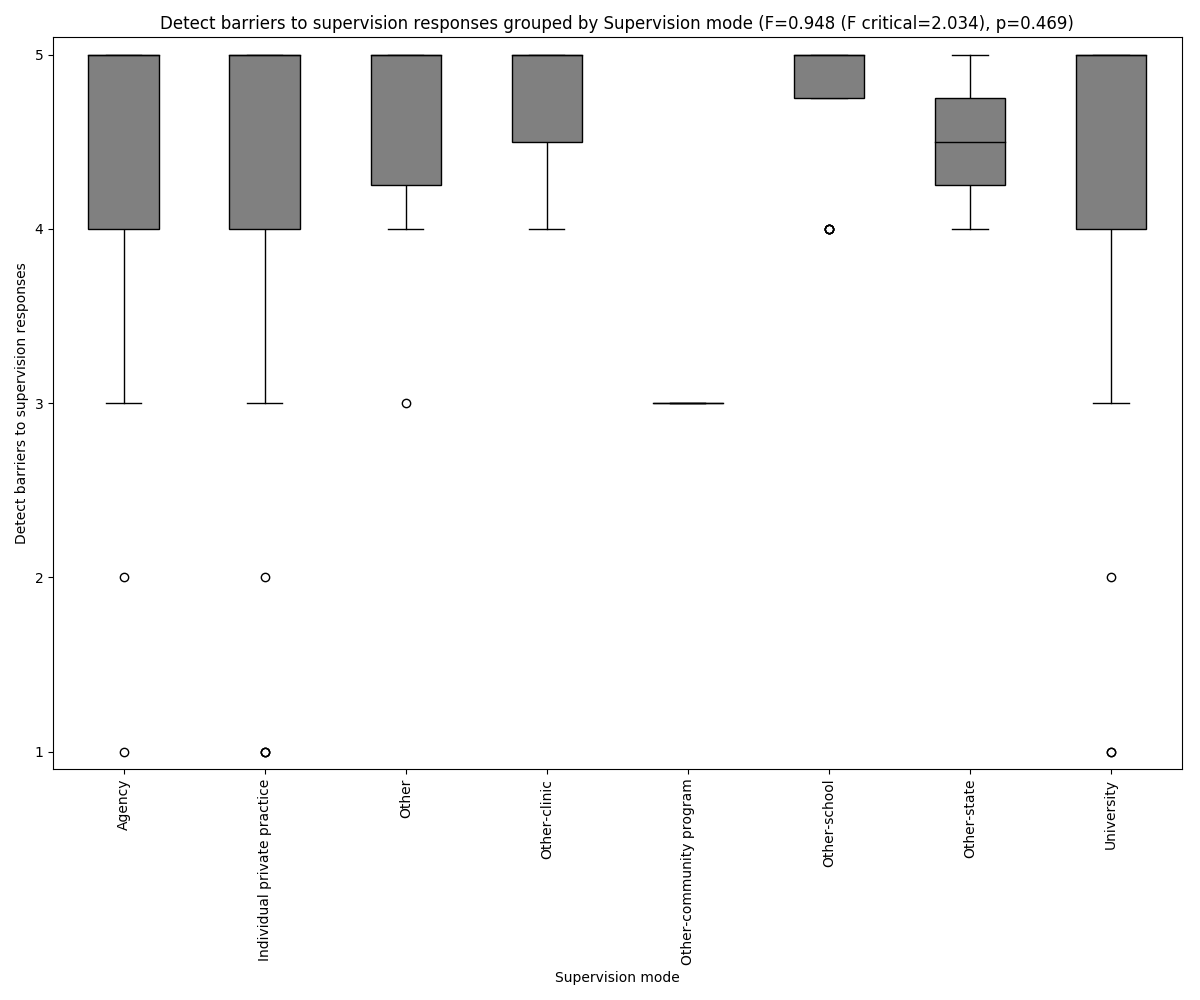 Detect barriers to supervision responses grouped by Supervision mode (F=0.948 (F critical=2.034), p=0.469)
Detect barriers to supervision responses
5
4
3
2
1
Agency
Individual private practice
Other
Other-clinic
Other-community program
Other-school
Other-state
University
Supervision mode